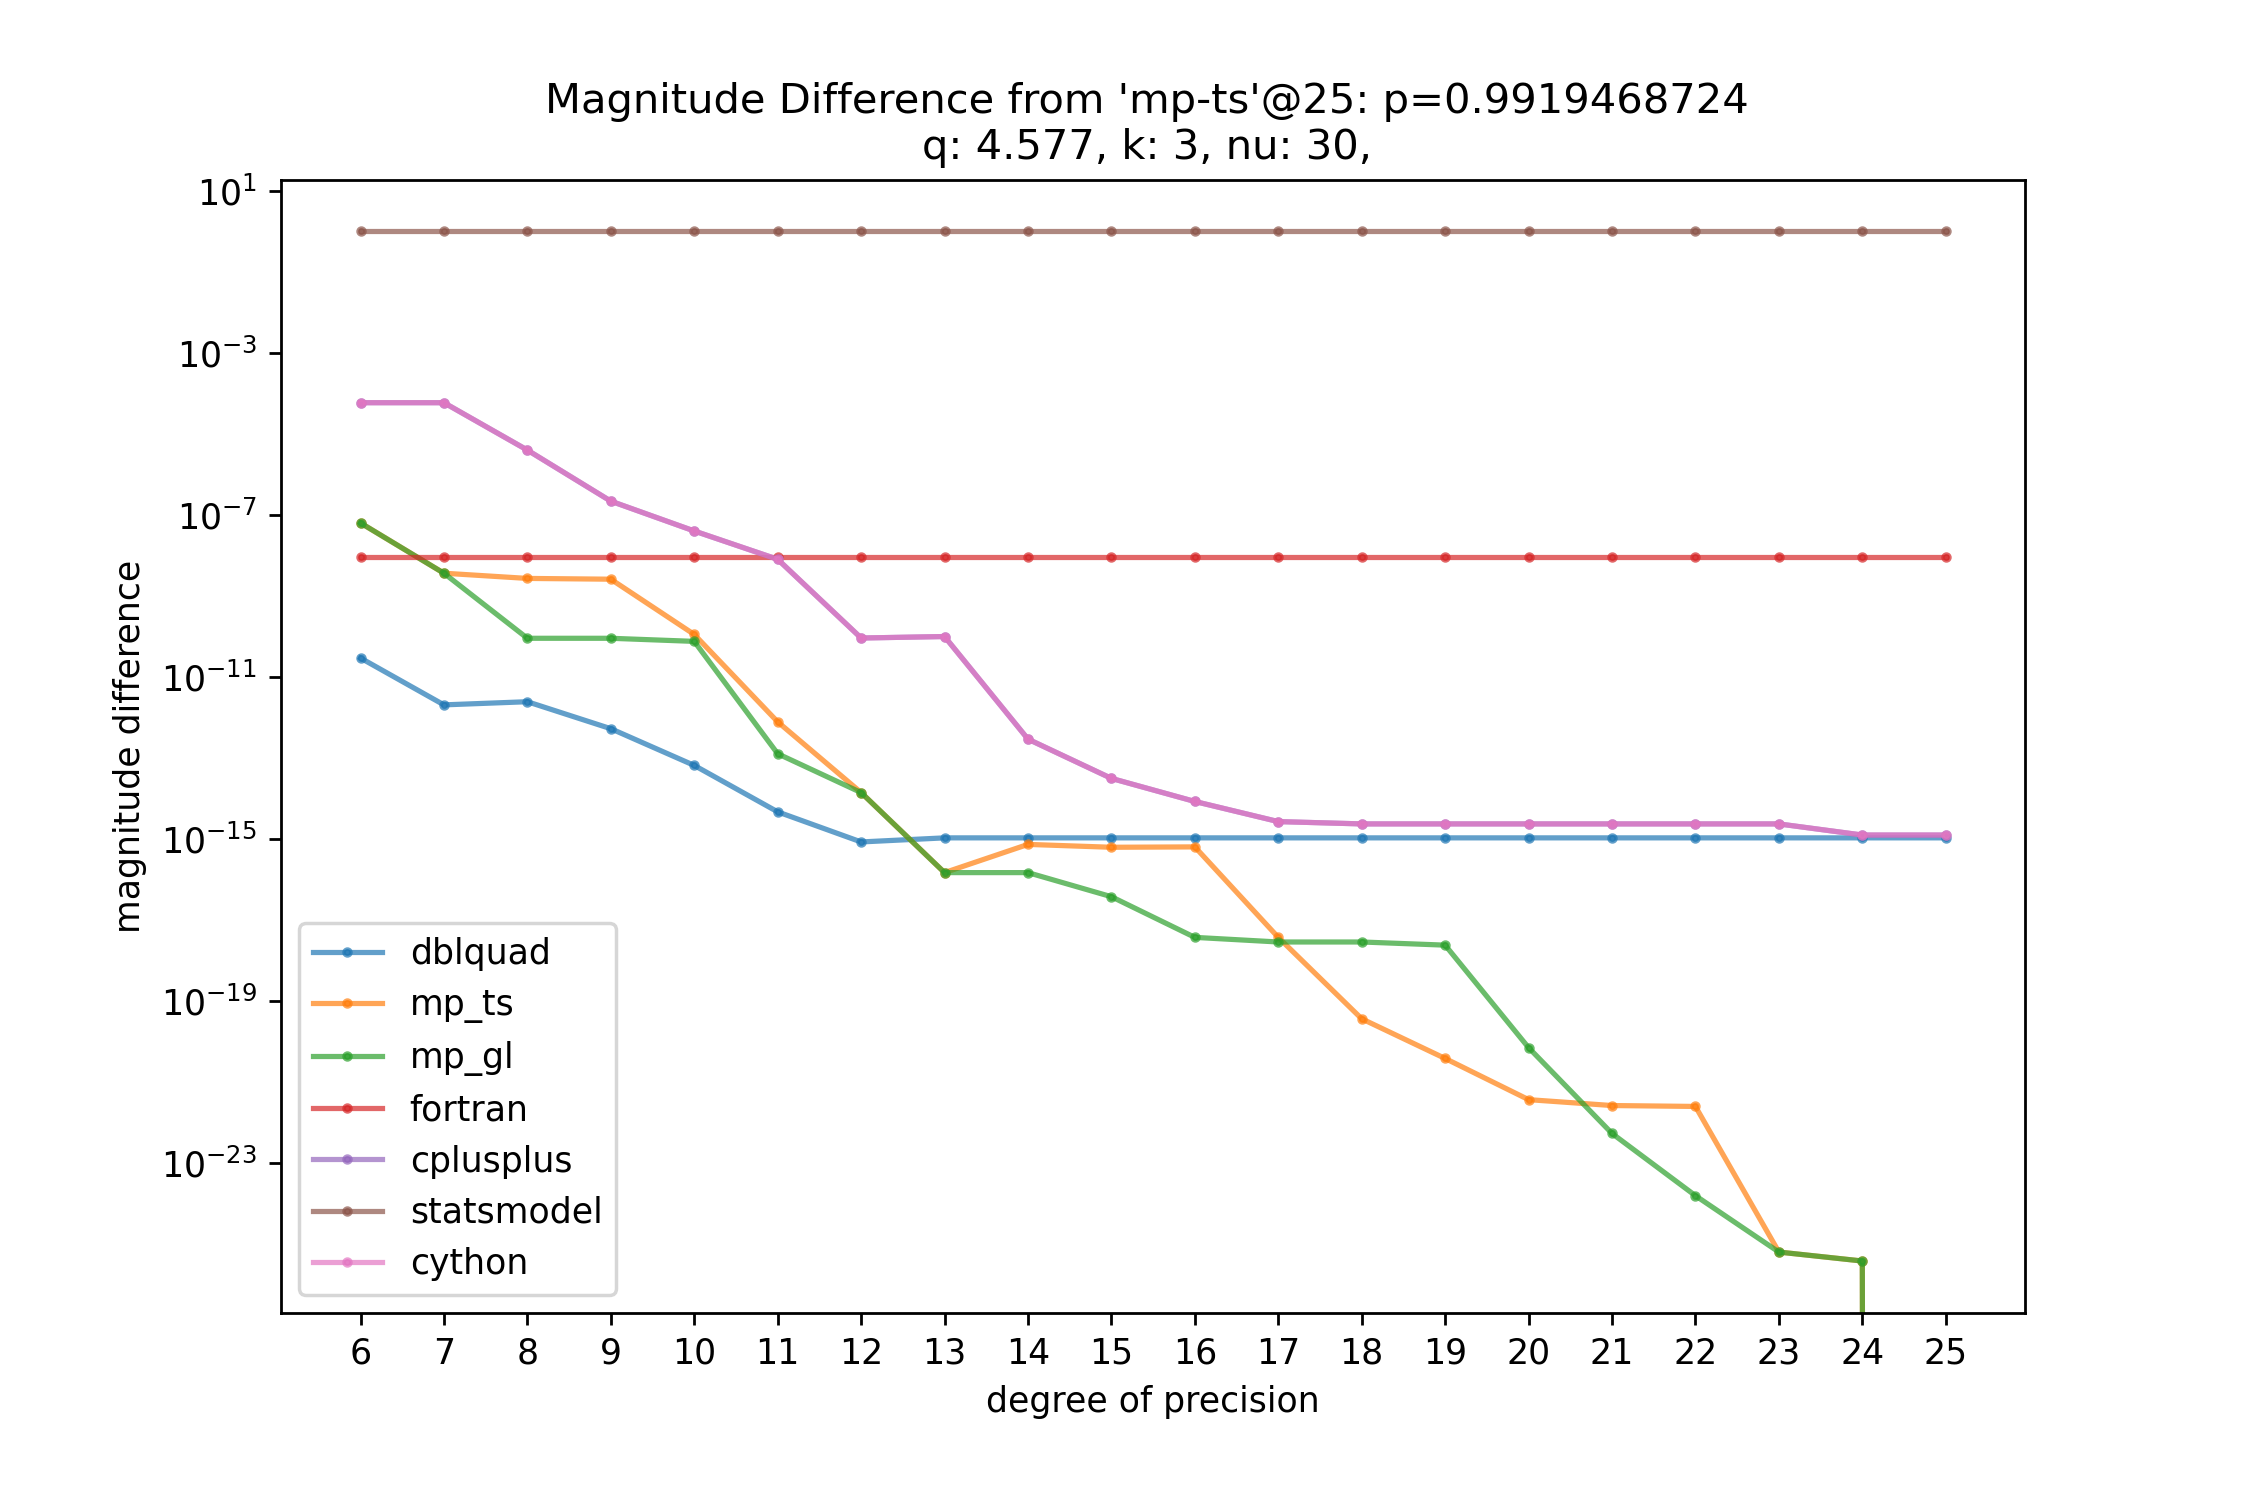 Magnitude Difference from 'mp-ts'@25: p=0.9919468724
q: 4.577, k: 3, nu: 30,
magnitude difference
10¹
10⁻³
10⁻⁷
10⁻¹¹
10⁻¹⁵
10⁻¹⁹
10⁻²³
dblquad
mp_ts
mp_gl
fortran
cplusplus
statsmodel
cython
6 7 8 9 10 11 12 13 14 15 16 17 18 19 20 21 22 23 24 25
degree of precision